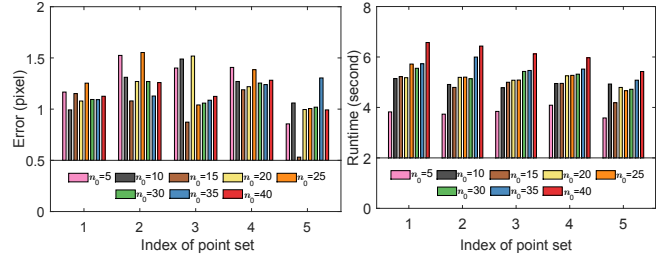 2
1.5
1
0.5
0
Error (pixel)
n₀=5 n₀=10 n₀=15 n₀=20 n₀=25
n₀=30 n₀=35 n₀=40
1 2 3 4 5
Index of point set
8
6
4
2
0
Runtime (second)
n₀=5 n₀=10 n₀=15 n₀=20 n₀=25
n₀=30 n₀=35 n₀=40
1 2 3 4 5
Index of point set